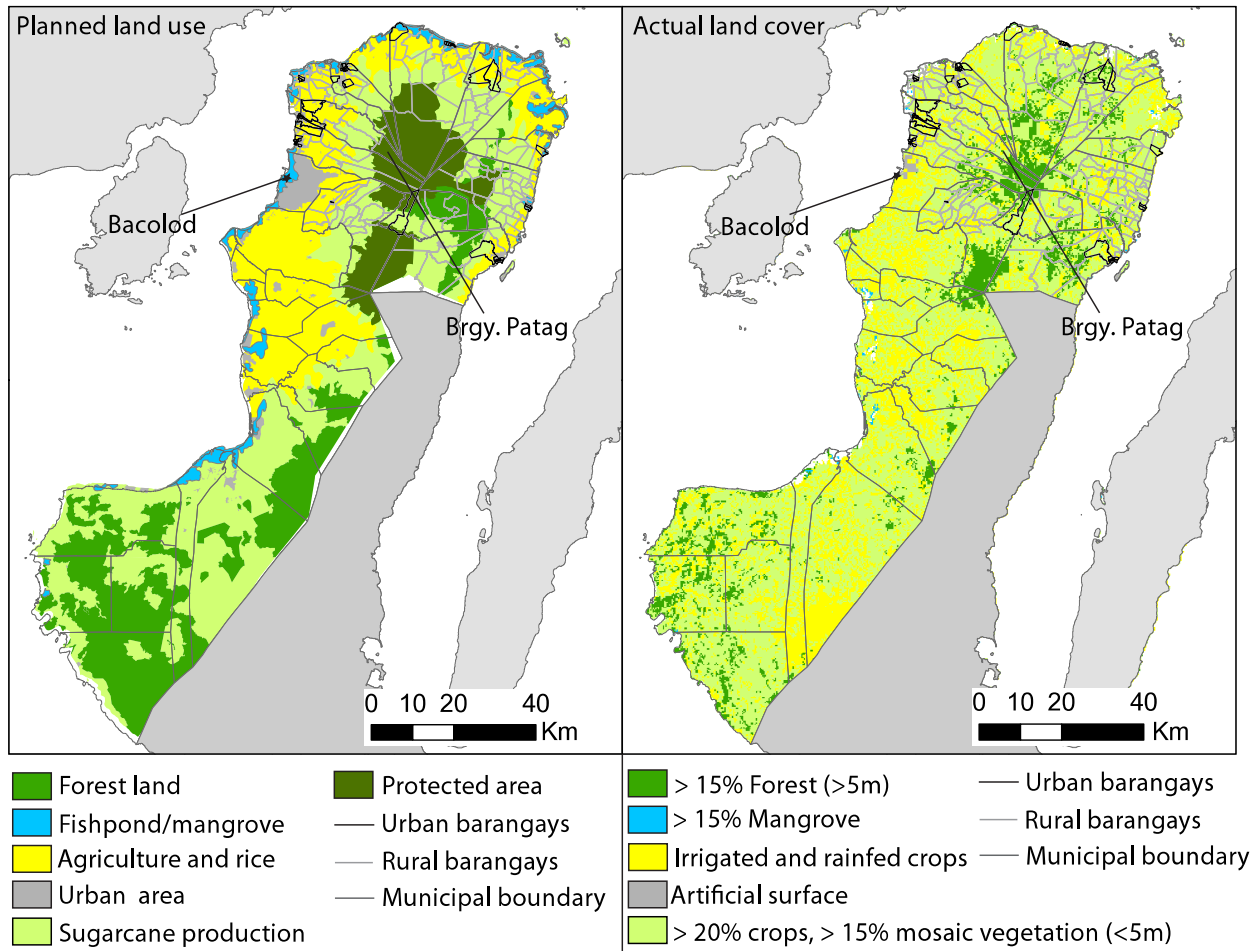 Planned land use
Bacolod
Brgy. Patag
0 10 20 40
Km
Actual land cover
Bacolod
Brgy. Patag
0 10 20 40
Km
Forest land
Fishpond/mangrove
Agriculture and rice
Urban area
Sugarcane production
Protected area
Urban barangays
Rural barangays
Municipal boundary
> 15% Forest (>5m)
> 15% Mangrove
Irrigated and rainfed crops
Artificial surface
> 20% crops, > 15% mosaic vegetation (<5m)
Urban barangays
Rural barangays
Municipal boundary